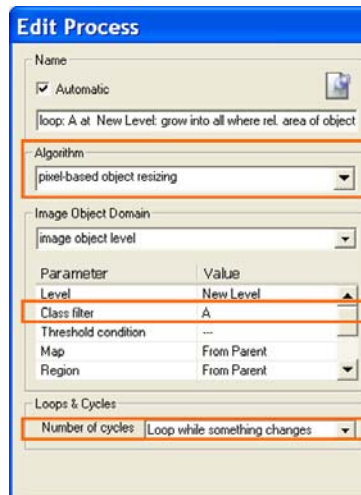 Edit Process
Name
Automatic
loop: A at New Level: grow into all where rel. area of object
Algorithm
pixel-based object resizing
Image Object Domain
image object level
Parameter Value
Level New Level
Class filter A
Threshold condition ---
Map From Parent
Region From Parent
Loops & Cycles
Number of cycles Loop while something changes